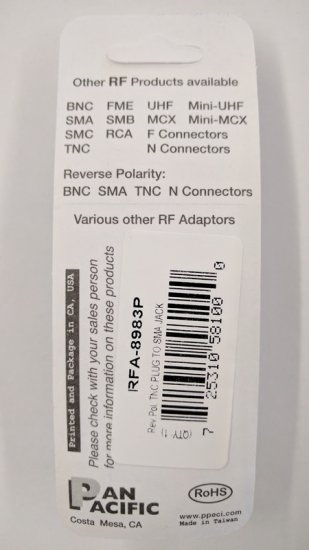 Other RF Products available
BNC FME UHF Mini-UHF
SMA SMB MCX Mini-MCX
SMC RCA F Connectors
TNC N Connectors
Reverse Polarity:
BNC SMA TNC N Connectors
Various other RF Adaptors
Printed and Package in CA, USA
Please check with your sales person
for more information on these products
RFA-8983P
Rev.Pol. TNC PLUG TO SMA JACK
(QTY 1)
7 25310 58100 0
PAN
PACIFIC
Costa Mesa, CA
RoHS
www.ppeci.com
Made in Taiwan